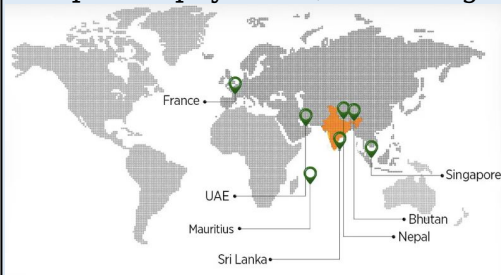 France
Singapore
UAE
Bhutan
Mauritius
Nepal
Sri Lanka